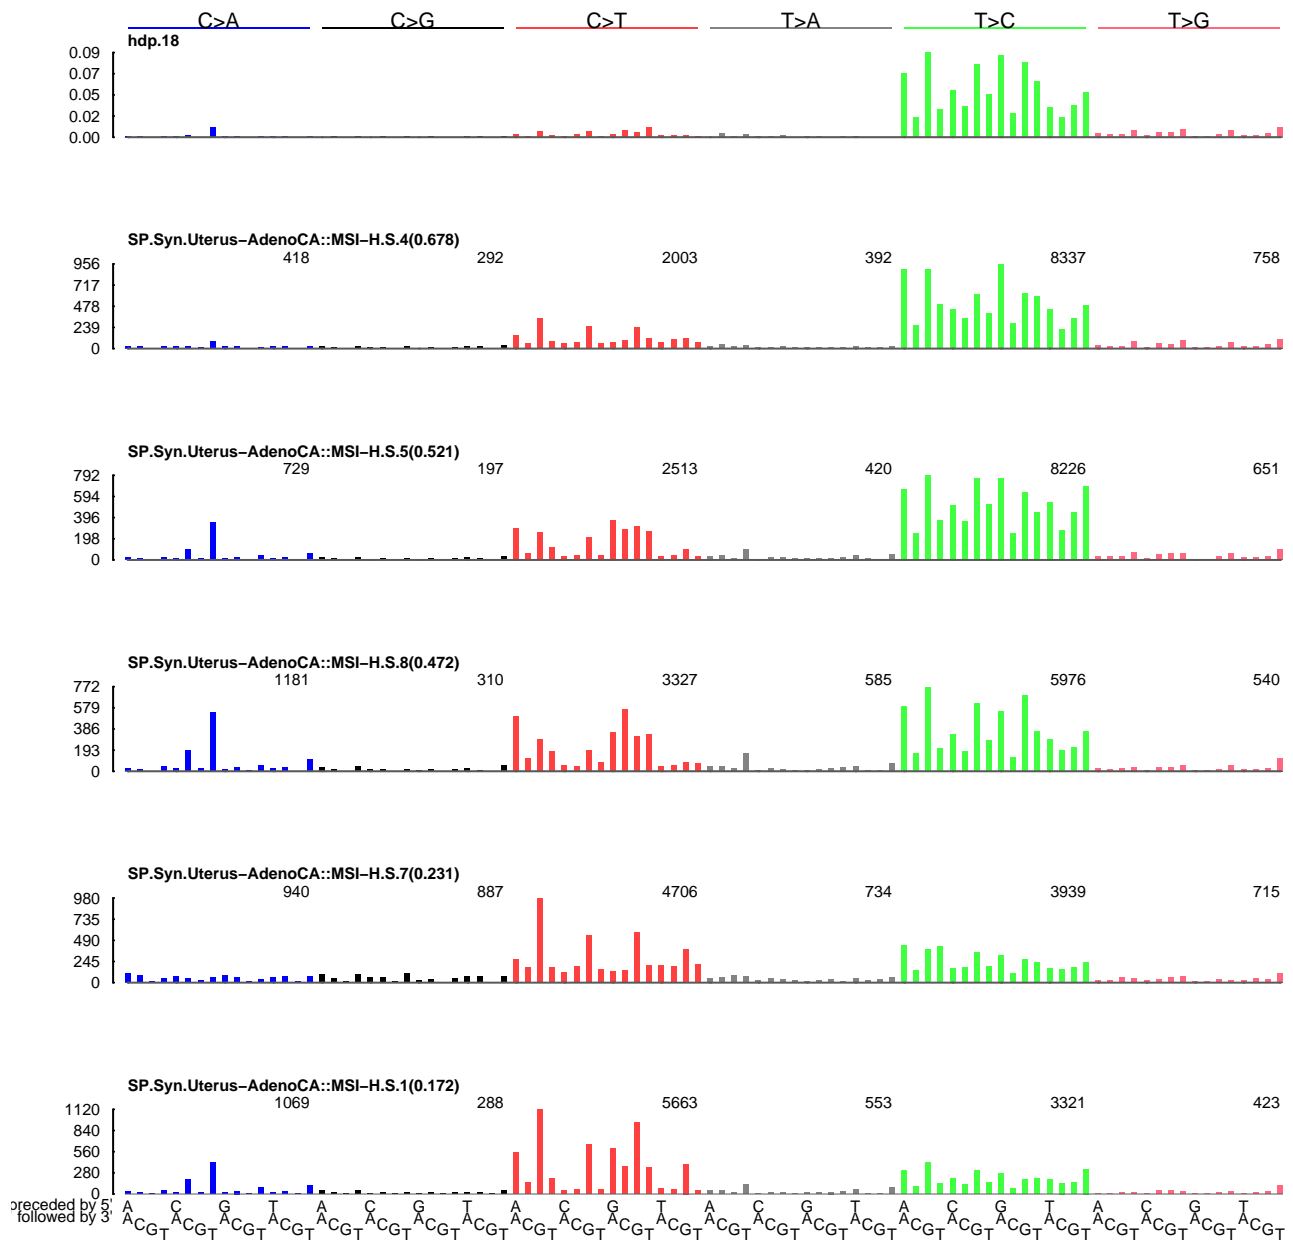 C>A C>G C>T T>A T>C T>G
hdp.18
0.09
0.07
0.05
0.02
0.00
SP.Syn.Uterus−AdenoCA::MSI−H.S.4(0.678)
418 292 2003 392 8337 758
956
717
478
239
0
SP.Syn.Uterus−AdenoCA::MSI−H.S.5(0.521)
729 197 2513 420 8226 651
792
594
396
198
0
SP.Syn.Uterus−AdenoCA::MSI−H.S.8(0.472)
1181 310 3327 585 5976 540
772
579
386
193
0
SP.Syn.Uterus−AdenoCA::MSI−H.S.7(0.231)
940 887 4706 734 3939 715
980
735
490
245
0
SP.Syn.Uterus−AdenoCA::MSI−H.S.1(0.172)
1069 288 5663 553 3321 423
1120
840
560
280
0
preceded by 5' A C G T A C G T A C G T A C G T A C G T A C G T
followed by 3' A C G T A C G T A C G T A C G T A C G T A C G T A C G T A C G T A C G T A C G T A C G T A C G T A C G T A C G T A C G T A C G T A C G T A C G T A C G T A C G T A C G T A C G T A C G T A C G T